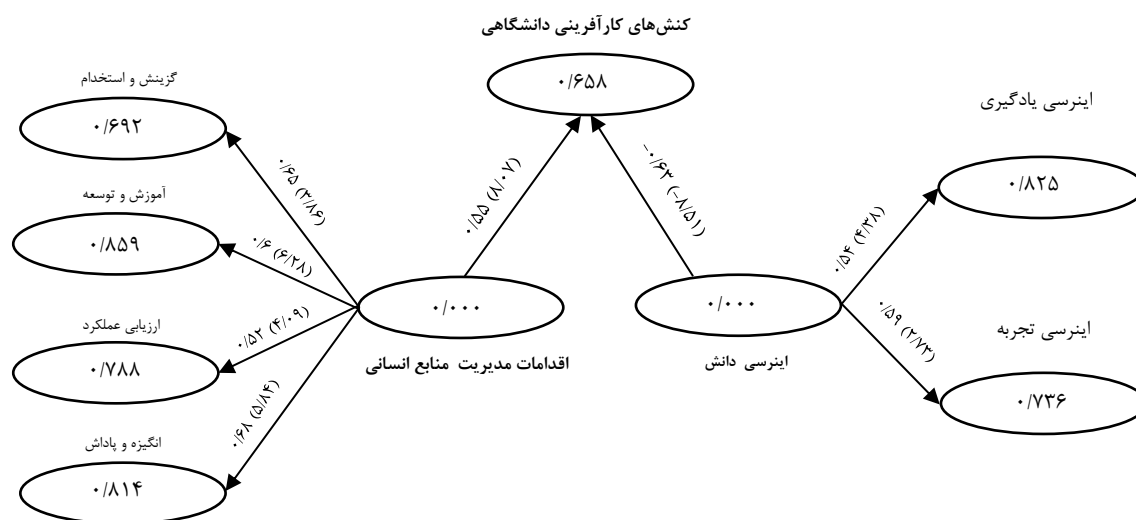 کنش‌های کارآفرینی دانشگاهی
۰/۶۵۸
گزینش و استخدام
۰/۶۹۲
آموزش و توسعه
۰/۸۵۹
ارزیابی عملکرد
۰/۷۸۸
انگیزه و پاداش
۰/۸۱۴
۰/۶۵ (۳/۸۶)
۰/۶ (۶/۲۸)
۰/۵۲ (۴/۰۹)
۰/۶۸ (۵/۸۴)
۰/۰۰۰
اقدامات مدیریت منابع انسانی
۰/۵۵ (۸/۰۷)
-۰/۶۳ (-۸/۵۱)
۰/۰۰۰
اینرسی دانش
۰/۵۴ (۴/۳۸)
۰/۵۹ (۲/۷۳)
اینرسی یادگیری
۰/۸۲۵
اینرسی تجربه
۰/۷۳۶